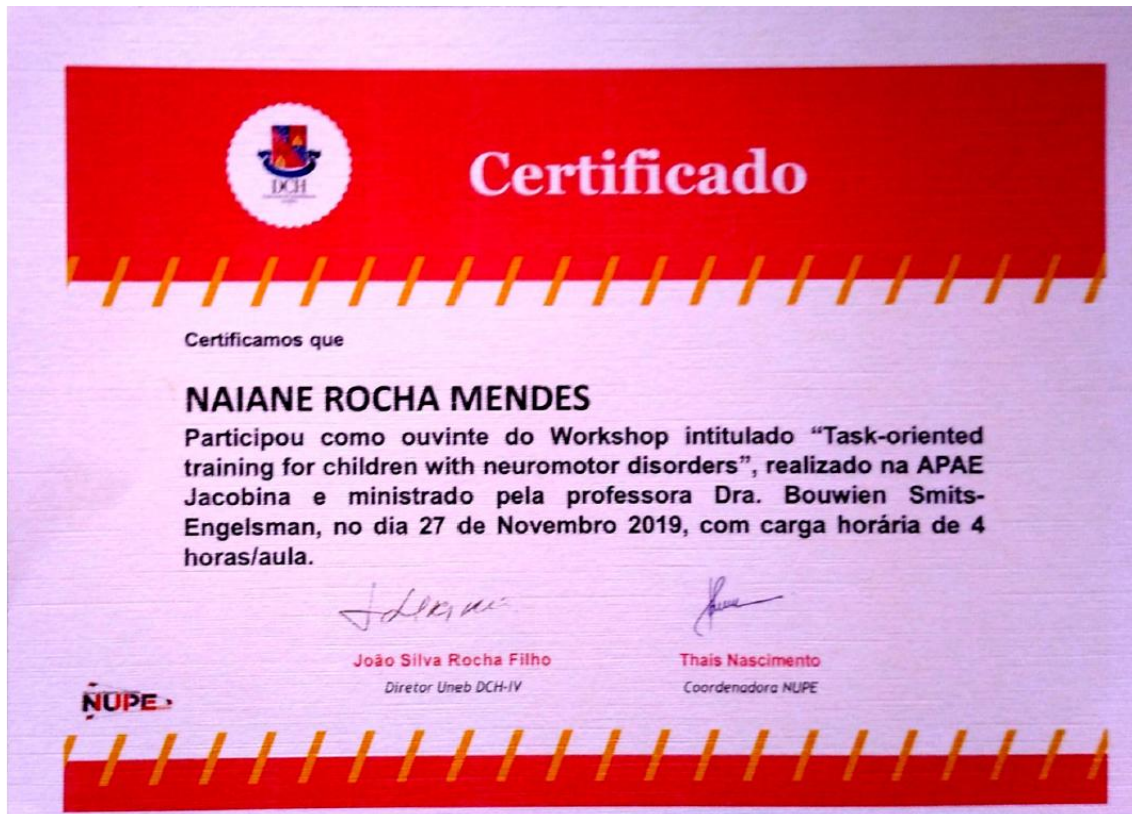 DCH
Certificado
Certificamos que
NAIANE ROCHA MENDES
Participou como ouvinte do Workshop intitulado “Task-oriented
training for children with neuromotor disorders”, realizado na APAE
Jacobina e ministrado pela professora Dra. Bouwien Smits-
Engelsman, no dia 27 de Novembro 2019, com carga horária de 4
horas/aula.
João Silva Rocha Filho
Diretor Uneb DCH-IV
Thais Nascimento
Coordenadora NUPE
NUPE